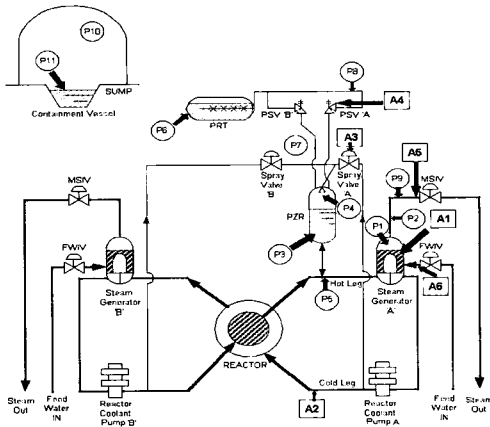 P10
P11
SUMP
Containment Vessel
P8
PSV 'B'
PSV 'A'
A4
P6
PRT
P7
A3
Spray
Valve
'B'
Spray
Valve
A
A5
MSIV
P9
MSIV
PZR
P4
P2
P1
A1
FWIV
P3
FWIV
Steam
Generator
'B'
P5
Hot Leg
Steam
Generator
'A'
A6
REACTOR
Cold Leg
A2
Steam
Out
Feed
Water
IN
Reactor
Coolant
Pump 'B'
Reactor
Coolant
Pump A
Feed
Water
IN
Steam
Out